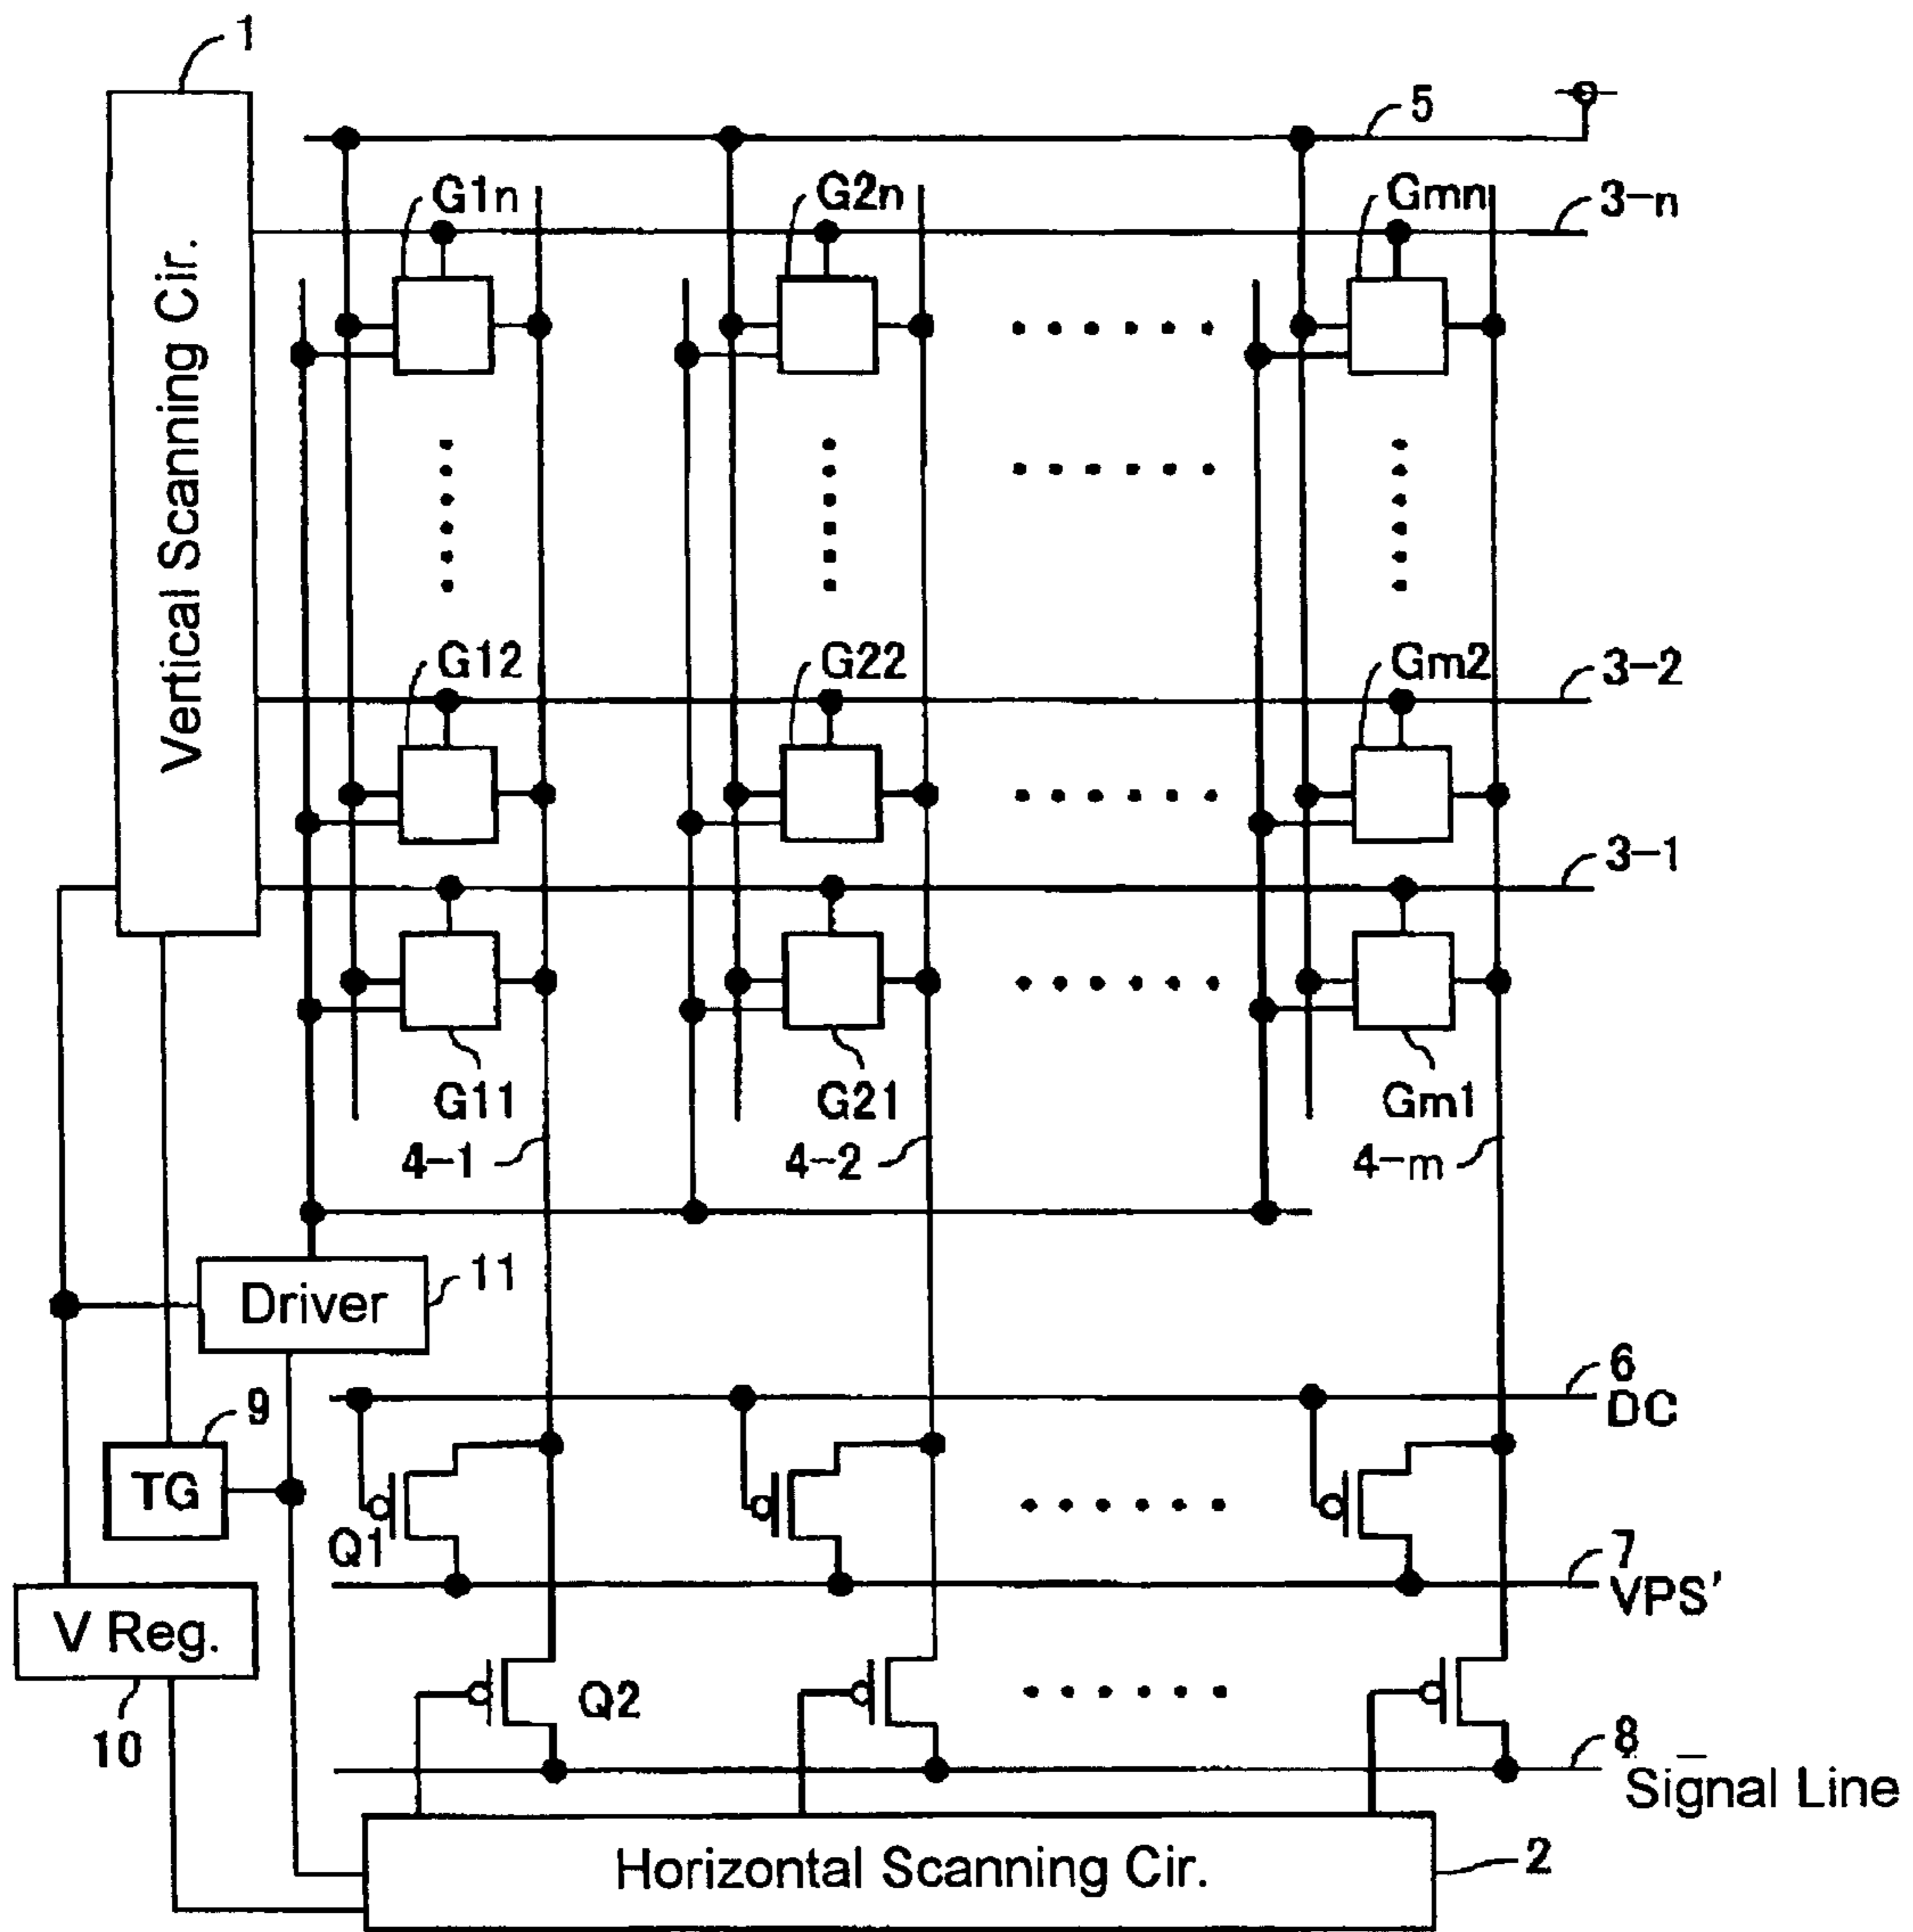 1
5
G1n
G2n
Gmn
3-n
Vertical Scanning Cir.
G12
G22
Gm2
3-2
3-1
G11
G21
Gm1
4-1
4-2
4-m
Driver
11
6
DC
9
TG
Q1
7
VPS'
V Reg.
10
Q2
8
Signal Line
Horizontal Scanning Cir.
2